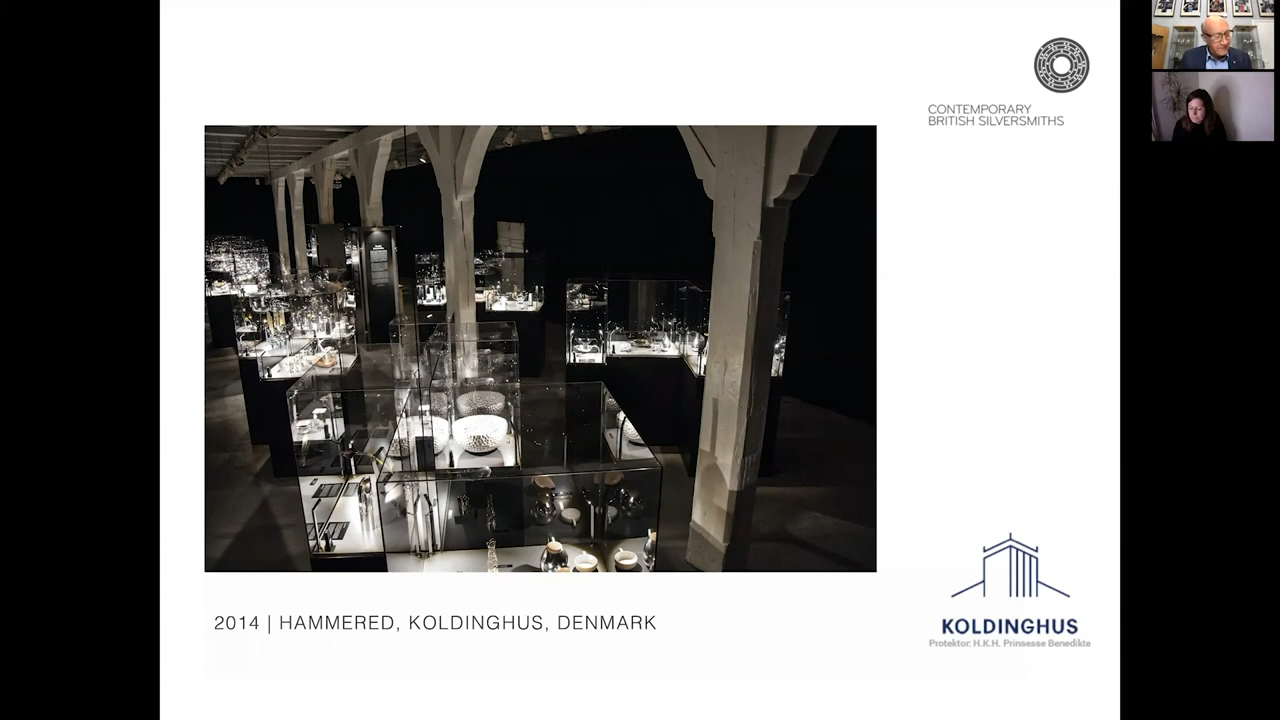 CONTEMPORARY
BRITISH SILVERSMITHS
2014 | HAMMERED, KOLDINGHUS, DENMARK
KOLDINGHUS
Protektor: H.K.H. Prinsesse Benedikte